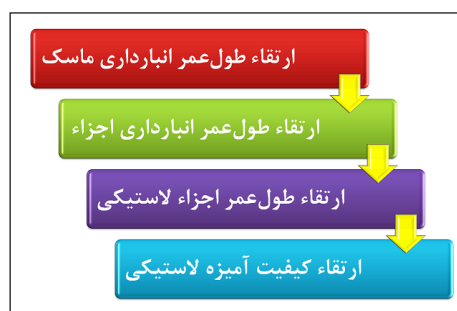 ارتقاء طول‌عمر انبارداری ماسک
ارتقاء طول‌عمر انبارداری اجزاء
ارتقاء طول‌عمر اجزاء لاستیکی
ارتقاء کیفیت آمیزه لاستیکی